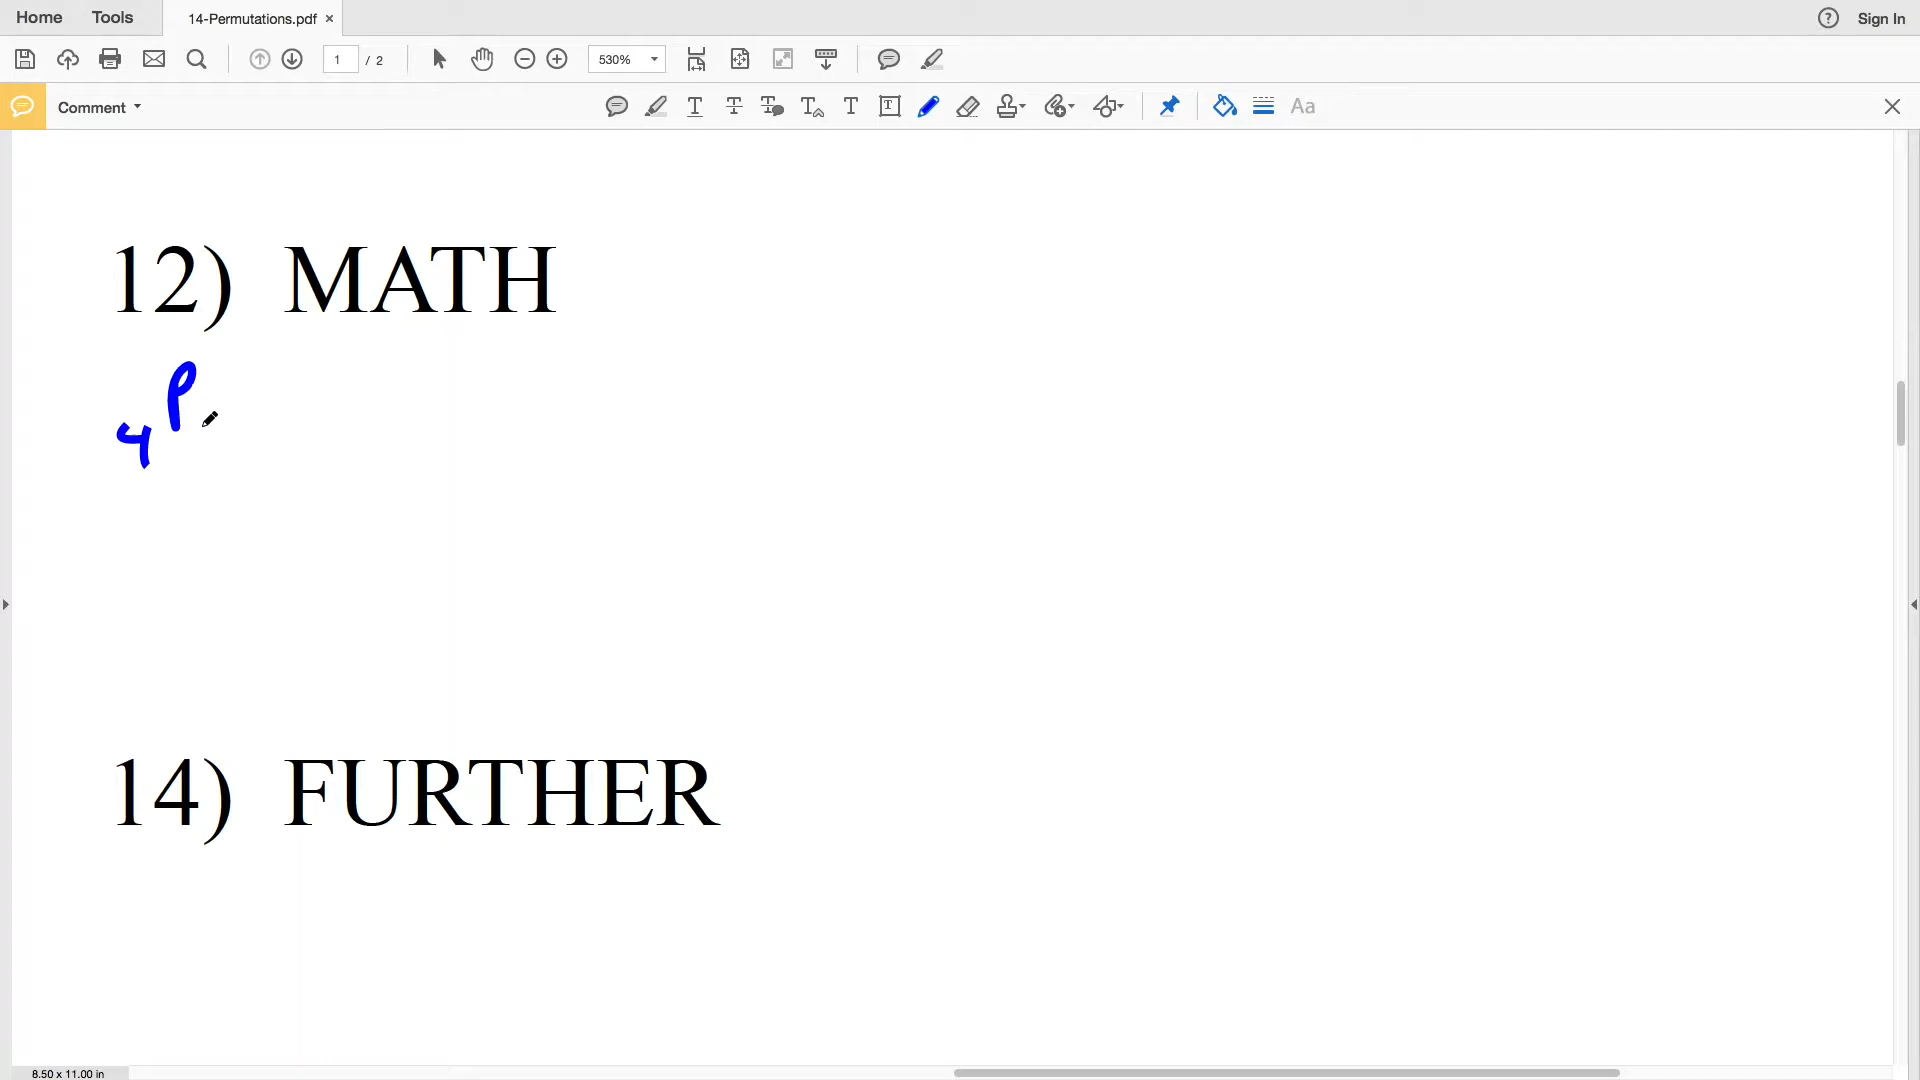 Home Tools 14-Permutations.pdf × ? Sign In
1 / 2 530%
Comment T T T T T T Aa
12) MATH
4P
14) FURTHER
8.50 x 11.00 in